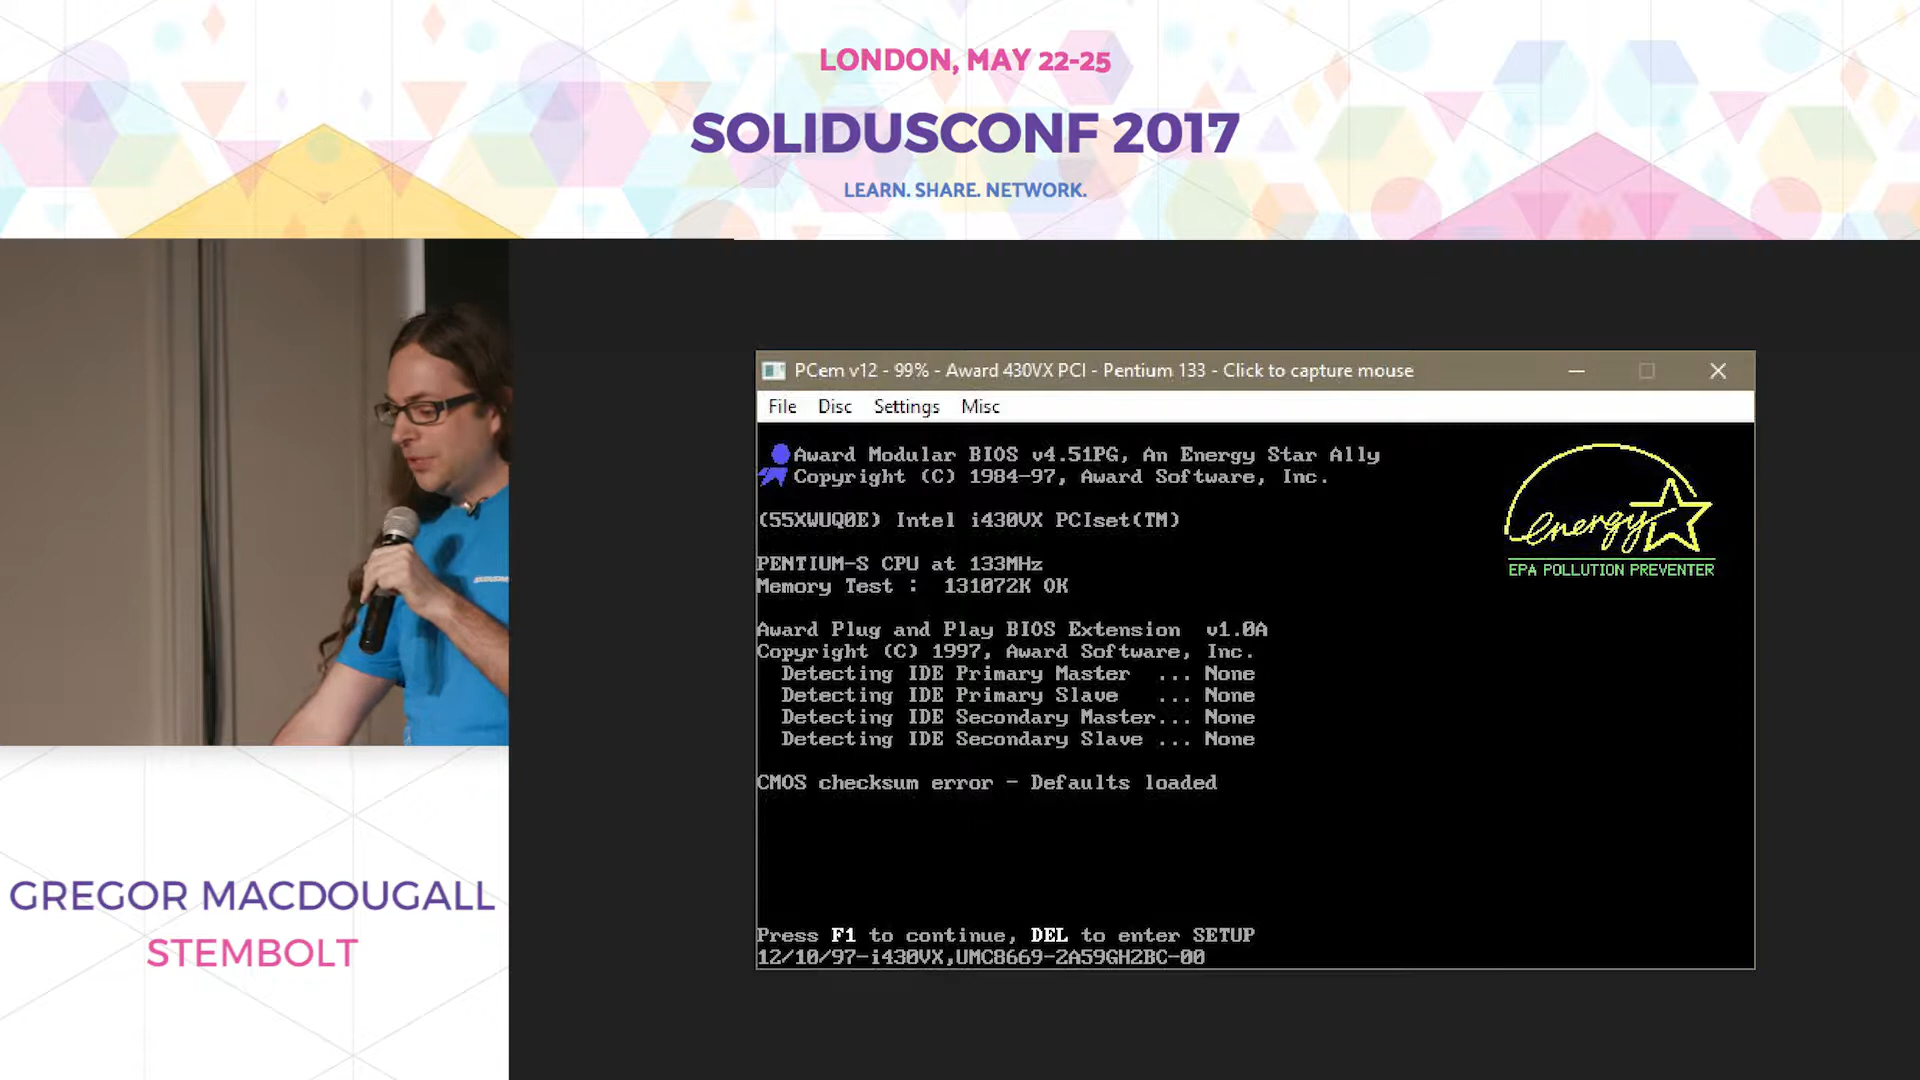 LONDON, MAY 22-25
SOLIDUSCONF 2017
LEARN. SHARE. NETWORK.
PCem v12 - 99% - Award 430VX PCI - Pentium 133 - Click to capture mouse
File Disc Settings Misc
Award Modular BIOS v4.51PG, An Energy Star Ally
Copyright (C) 1984-97, Award Software, Inc.
energy
EPA POLLUTION PREVENTER
(55XWUQ0E) Intel i430VX PCIset(TM)
PENTIUM-S CPU at 133MHz
Memory Test : 131072K OK
Award Plug and Play BIOS Extension v1.0A
Copyright (C) 1997, Award Software, Inc.
Detecting IDE Primary Master ... None
Detecting IDE Primary Slave ... None
Detecting IDE Secondary Master... None
Detecting IDE Secondary Slave ... None
CMOS checksum error - Defaults loaded
Press F1 to continue, DEL to enter SETUP
12/10/97-i430VX,UMC8669-2A59GH2BC-00
GREGOR MACDOUGALL
STEMBOLT